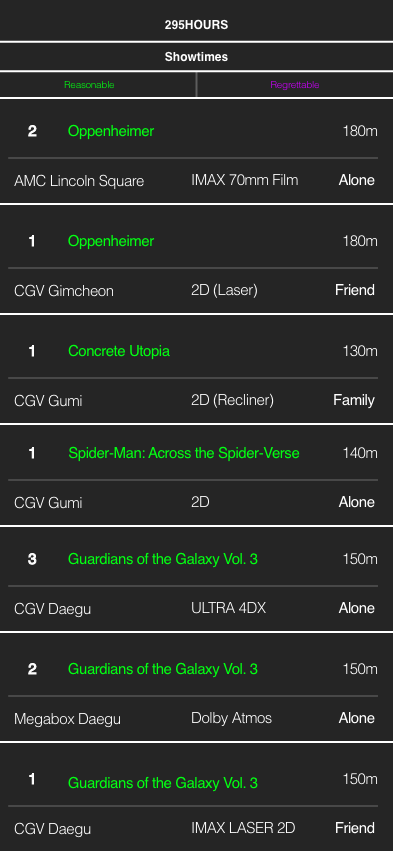 295HOURS
Showtimes
Reasonable Regrettable
2 Oppenheimer 180m
AMC Lincoln Square IMAX 70mm Film Alone
1 Oppenheimer 180m
CGV Gimcheon 2D (Laser) Friend
1 Concrete Utopia 130m
CGV Gumi 2D (Recliner) Family
1 Spider-Man: Across the Spider-Verse 140m
CGV Gumi 2D Alone
3 Guardians of the Galaxy Vol. 3 150m
CGV Daegu ULTRA 4DX Alone
2 Guardians of the Galaxy Vol. 3 150m
Megabox Daegu Dolby Atmos Alone
1 Guardians of the Galaxy Vol. 3 150m
CGV Daegu IMAX LASER 2D Friend